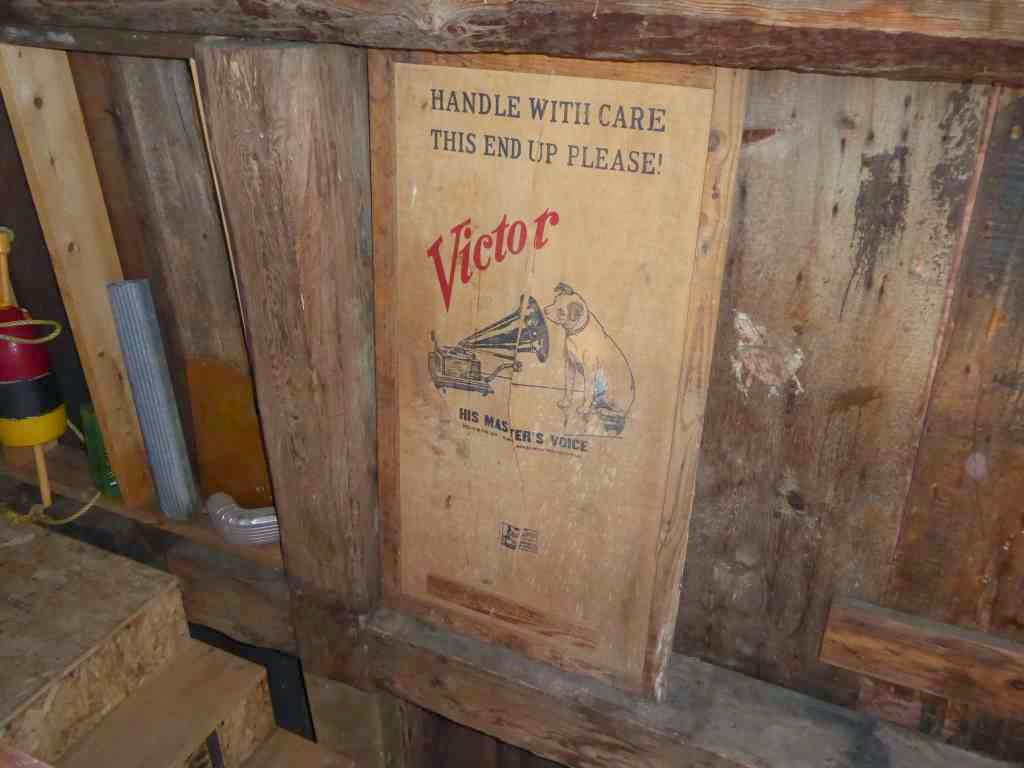 HANDLE WITH CARE
THIS END UP PLEASE!
Victor
HIS MASTER'S VOICE